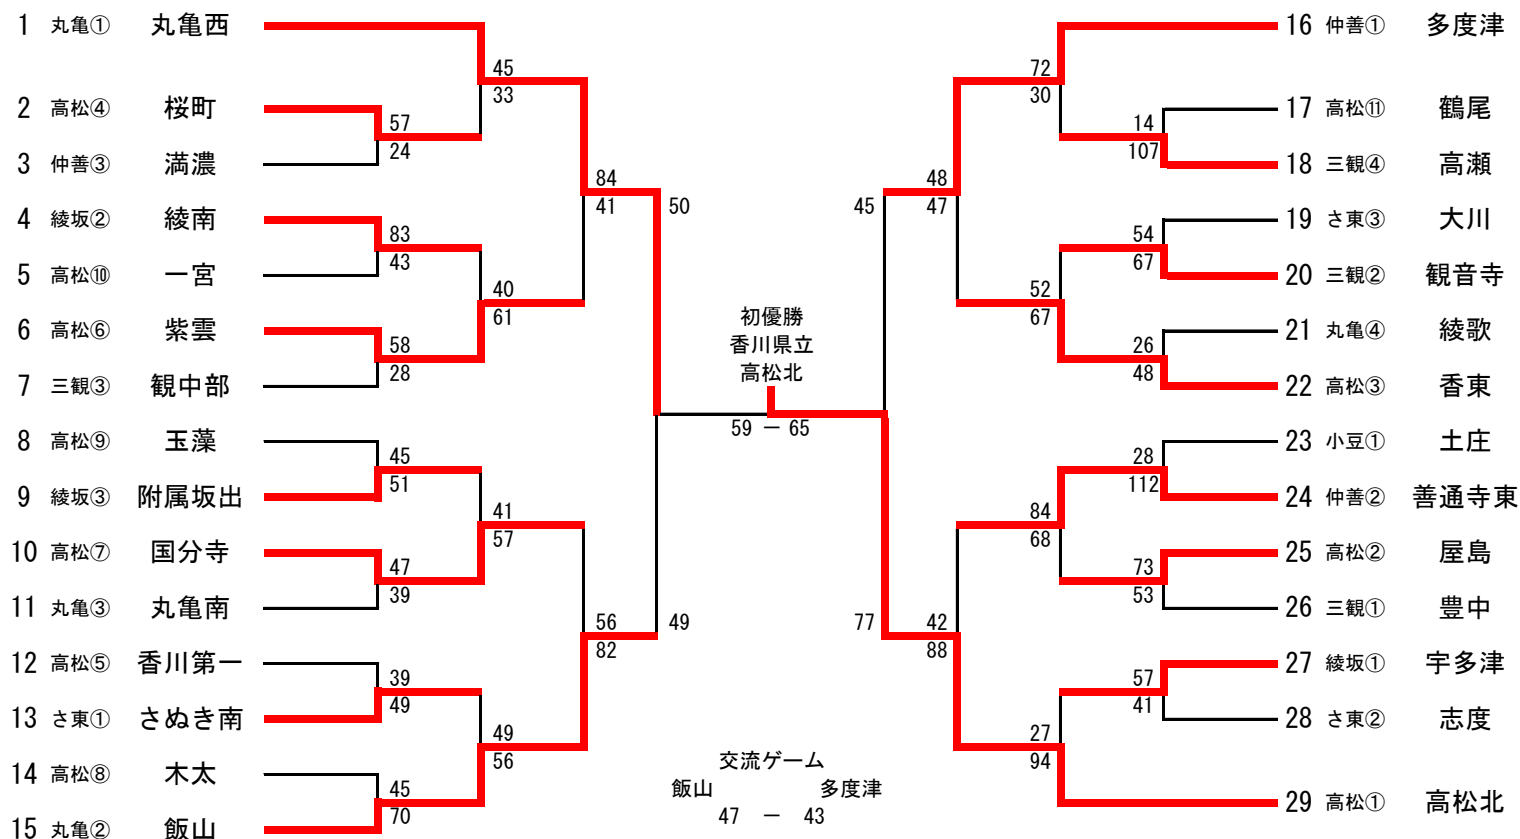 1 丸亀① 丸亀西
2 高松④ 桜町
3 仲善③ 満濃
4 綾坂② 綾南
5 高松⑩ 一宮
6 高松⑥ 紫雲
7 三観③ 観中部
8 高松⑨ 玉藻
9 綾坂③ 附属坂出
10 高松⑦ 国分寺
11 丸亀③ 丸亀南
12 高松⑤ 香川第一
13 さ東① さぬき南
14 高松⑧ 木太
15 丸亀② 飯山
57
24
83
43
58
28
45
51
47
39
39
49
45
70
45
33
40
61
41
57
49
56
84
41
56
82
50
49
初優勝
香川県立
高松北
59 － 65
交流ゲーム
飯山 多度津
47 － 43
45
77
48
47
42
88
72
30
52
67
84
68
27
94
14
107
54
67
26
48
28
112
73
53
57
41
16 仲善① 多度津
17 高松⑪ 鶴尾
18 三観④ 高瀬
19 さ東③ 大川
20 三観② 観音寺
21 丸亀④ 綾歌
22 高松③ 香東
23 小豆① 土庄
24 仲善② 善通寺東
25 高松② 屋島
26 三観① 豊中
27 綾坂① 宇多津
28 さ東② 志度
29 高松① 高松北